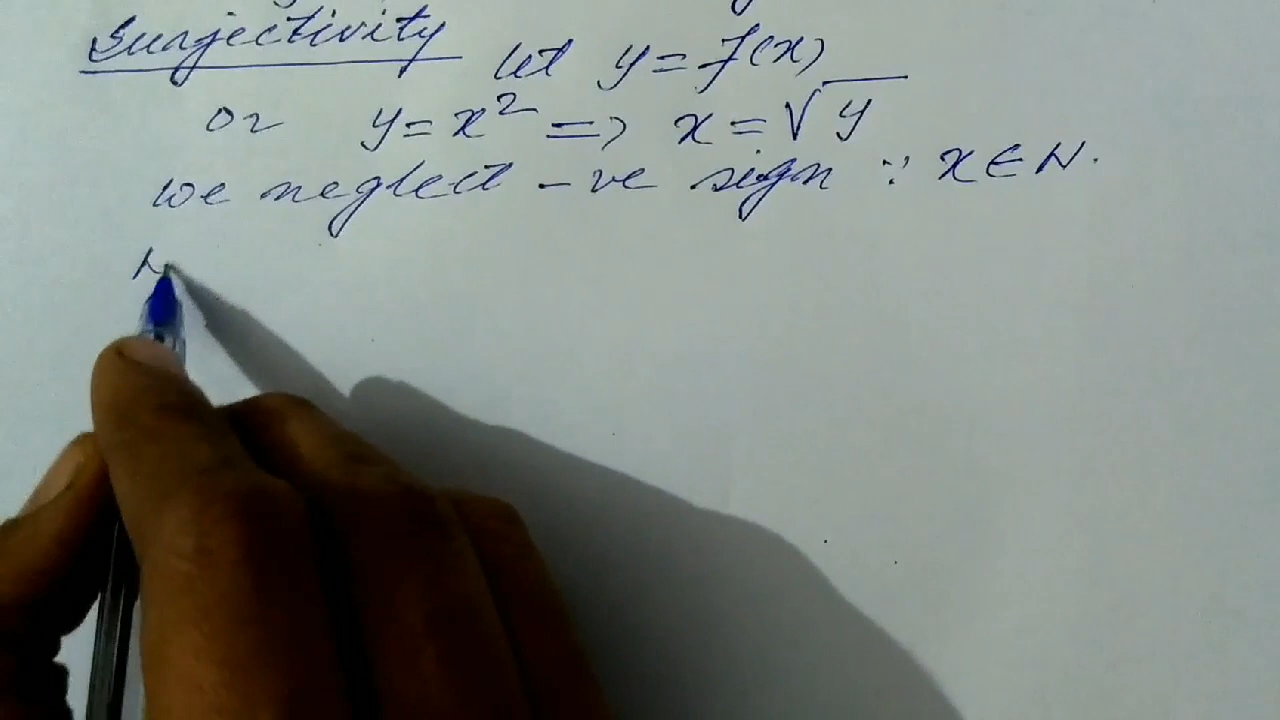 Surjectivity let y = f(x)
or y = x² => x = √y
we neglect -ve sign ∵ x ∈ N.